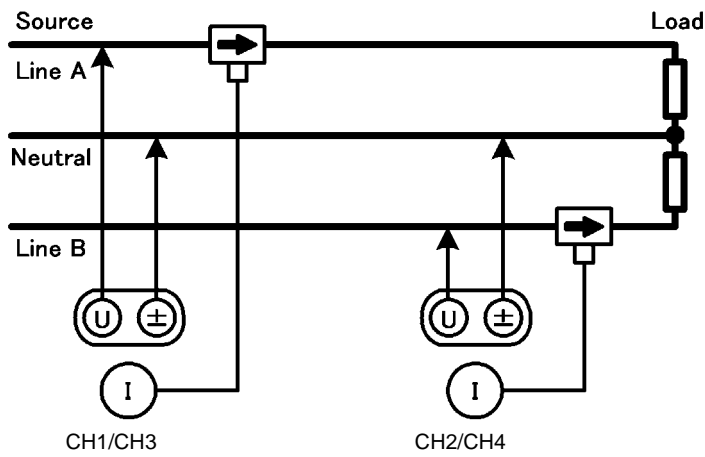 Source
Load
Line A
Neutral
Line B
U ± U ±
I I
CH1/CH3 CH2/CH4